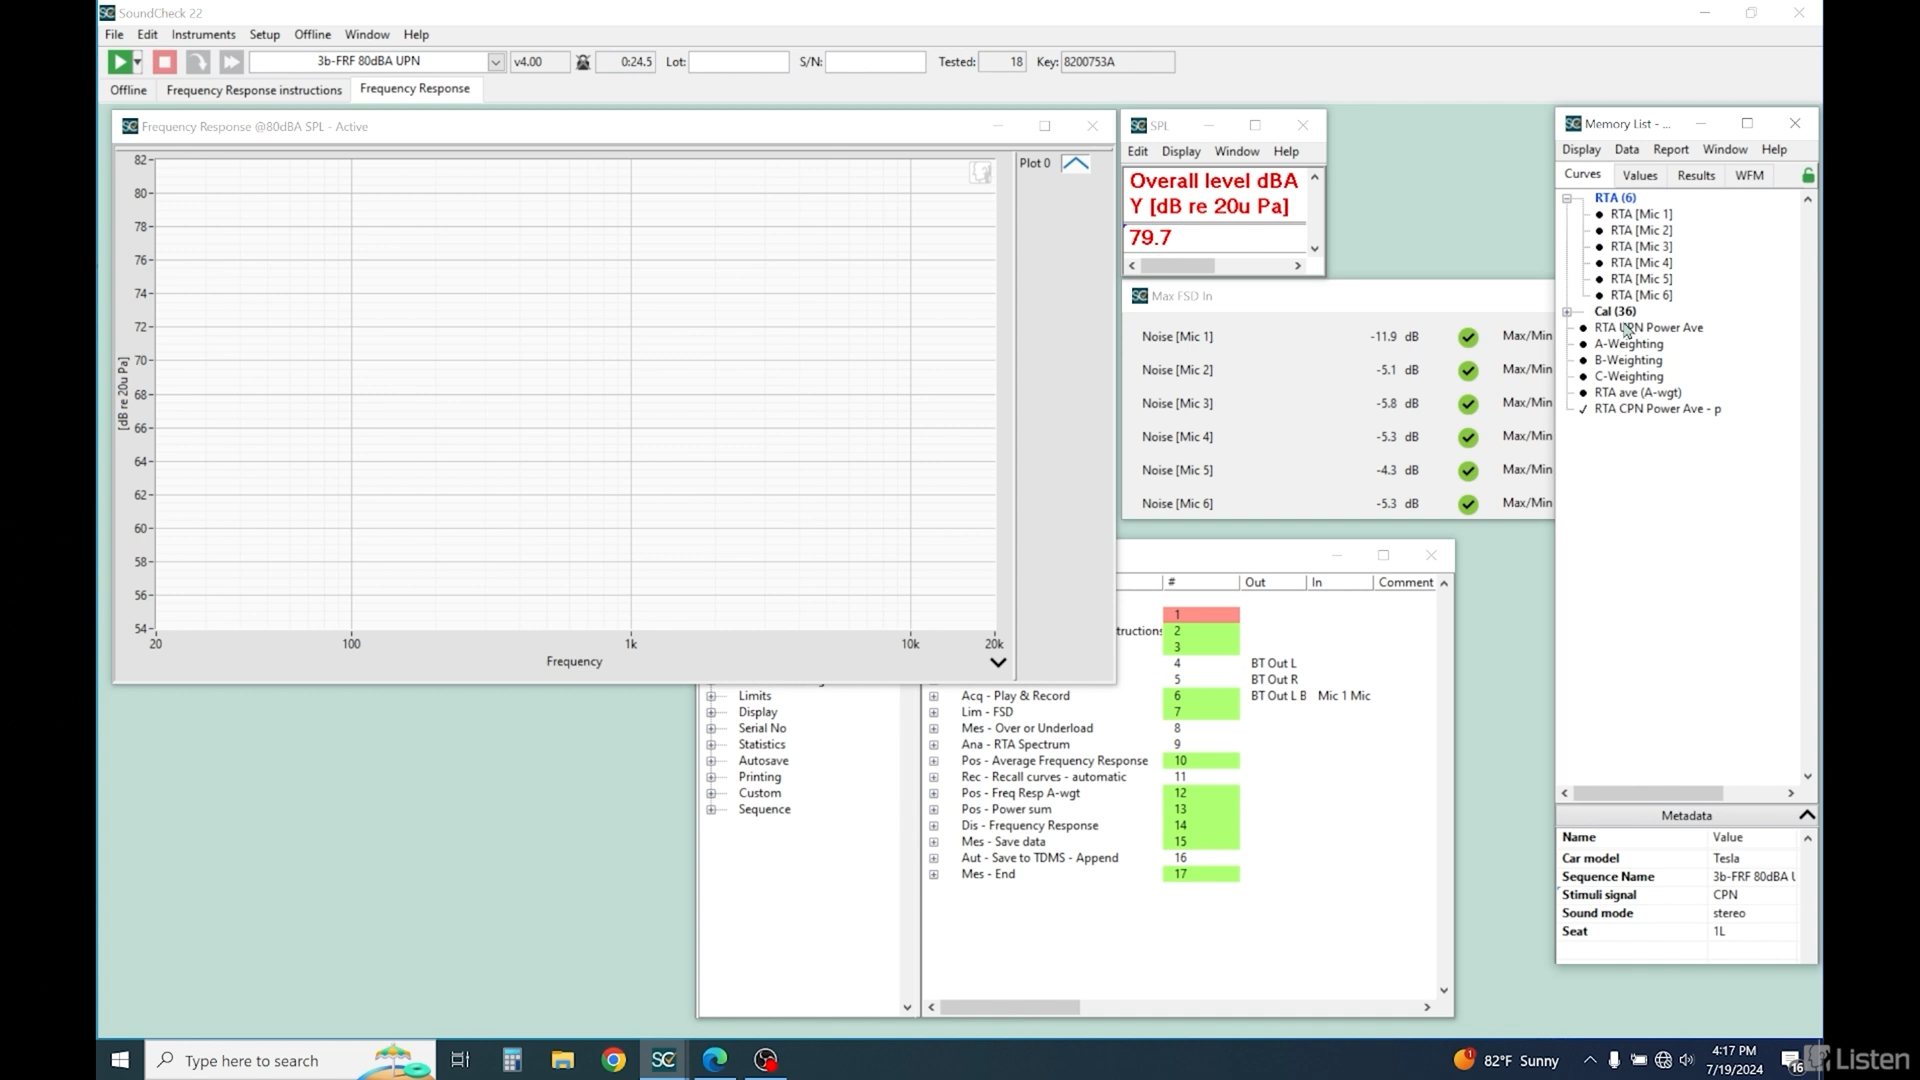 SoundCheck 22
File Edit Instruments Setup Offline Window Help
3b-FRF 80dBA UPN v4.00 0:24.5 Lot: S/N: Tested: 18 Key: 8200753A
Offline Frequency Response instructions Frequency Response
Frequency Response @80dBA SPL - Active
Plot 0
82
80
78
76
74
72
70
68
66
64
62
60
58
56
54
[dB re 20u Pa]
20 100 1k 10k 20k
Frequency
SPL
Edit Display Window Help
Overall level dBA
Y [dB re 20u Pa]
79.7
Max FSD In
Noise [Mic 1] -11.9 dB Max/Min
Noise [Mic 2] -5.1 dB Max/Min
Noise [Mic 3] -5.8 dB Max/Min
Noise [Mic 4] -5.3 dB Max/Min
Noise [Mic 5] -4.3 dB Max/Min
Noise [Mic 6] -5.3 dB Max/Min
Memory List - ...
Display Data Report Window Help
Curves Values Results WFM
RTA (6)
RTA [Mic 1]
RTA [Mic 2]
RTA [Mic 3]
RTA [Mic 4]
RTA [Mic 5]
RTA [Mic 6]
Cal (36)
RTA UPN Power Ave
A-Weighting
B-Weighting
C-Weighting
RTA ave (A-wgt)
RTA CPN Power Ave - p
Metadata
Name Value
Car model Tesla
Sequence Name 3b-FRF 80dBA U
Stimuli signal CPN
Sound mode stereo
Seat 1L
# Out In Comment
1
tructions 2
3
4 BT Out L
5 BT Out R
Acq - Play & Record 6 BT Out L B Mic 1 Mic
Lim - FSD 7
Mes - Over or Underload 8
Ana - RTA Spectrum 9
Pos - Average Frequency Response 10
Rec - Recall curves - automatic 11
Pos - Freq Resp A-wgt 12
Pos - Power sum 13
Dis - Frequency Response 14
Mes - Save data 15
Aut - Save to TDMS - Append 16
Mes - End 17
Limits
Display
Serial No
Statistics
Autosave
Printing
Custom
Sequence
Type here to search
82°F Sunny
4:17 PM
7/19/2024
16
Listen